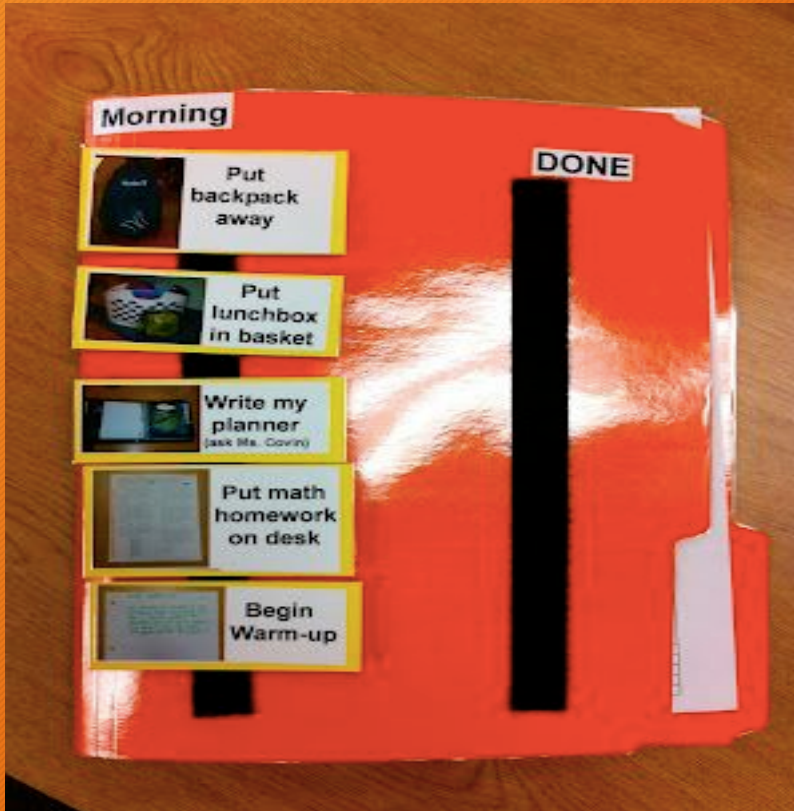 Morning
DONE
Put
backpack
away
Put
lunchbox
in basket
Write my
planner
(ask Ms. Covin)
Put math
homework
on desk
Begin
Warm-up